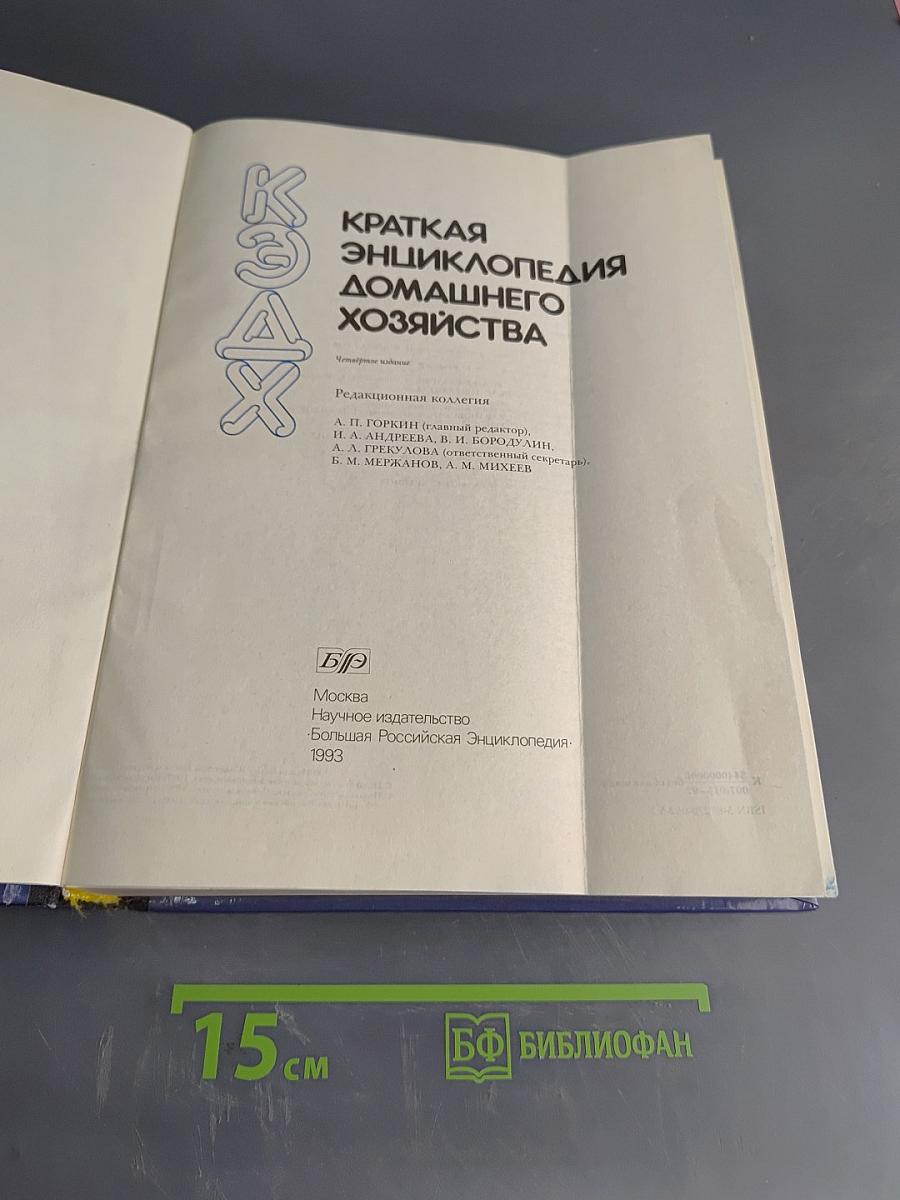 КЭДХ
КРАТКАЯ
ЭНЦИКЛОПЕДИЯ
ДОМАШНЕГО
ХОЗЯЙСТВА
Четвёртое издание
Редакционная коллегия
А. П. ГОРКИН (главный редактор),
И. А. АНДРЕЕВА, В. И. БОРОДУЛИН,
А. Л. ГРЕКУЛОВА (ответственный секретарь),
Б. М. МЕРЖАНОВ, А. М. МИХЕЕВ
БРЭ
Москва
Научное издательство
«Большая Российская Энциклопедия»
1993
15 см
БФ БИБЛИОФАН